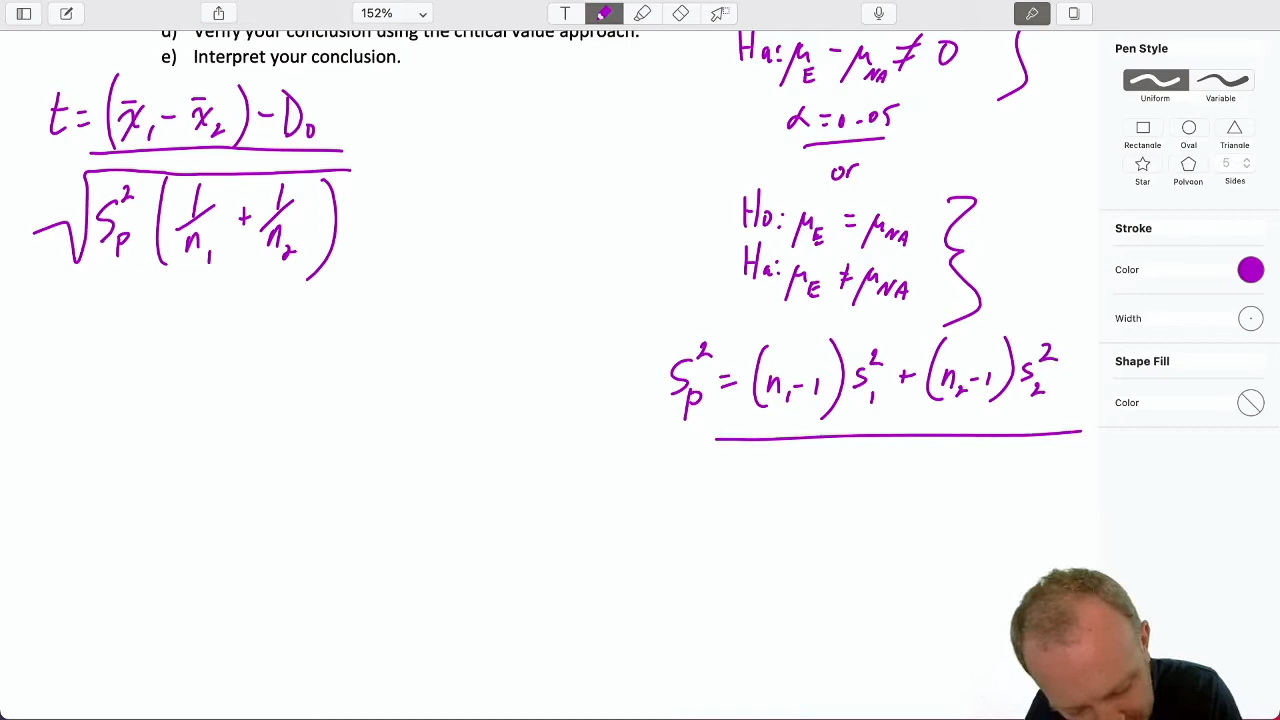 152%
T
d) Verify your conclusion using the critical value approach.
e) Interpret your conclusion.
t = (x̄₁ - x̄₂) - D₀
√ Sp² (1/n₁ + 1/n₂)
Ha: μE - μNA ≠ 0
α = 0.05
or
H0: μE = μNA
Ha: μE ≠ μNA
Sp² = (n₁-1) s₁² + (n₂-1) s₂²
Pen Style
Uniform Variable
Rectangle Oval Triangle
5
Star Polygon Sides
Stroke
Color
Width
Shape Fill
Color